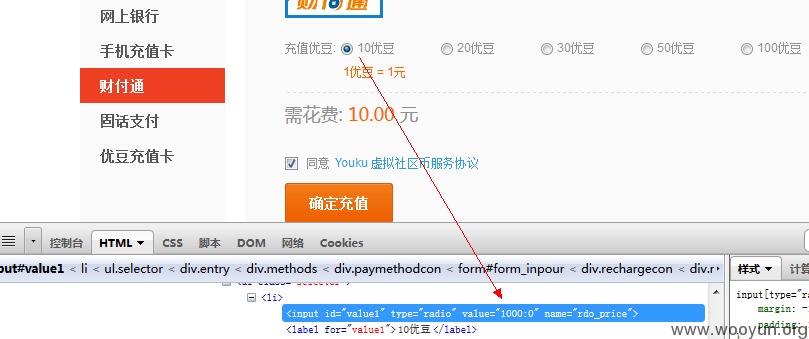 网上银行
手机充值卡
财付通
固话支付
优豆充值卡
财付通
充值优豆: 10优豆 20优豆 30优豆 50优豆 100优豆
1优豆 = 1元
需花费: 10.00 元
同意 Youku 虚拟社区币服务协议
确定充值
控制台 HTML CSS 脚本 DOM 网络 Cookies
put#value1 < li < ul.selector < div.entry < div.methods < div.paymethodcon < form#form_inpour < div.rechargecon < div.r
样式 计算
<ul class="selector">
<li>
<input id="value1" type="radio" value="1000:0" name="rdo_price">
<label for="value1">10优豆</label>
input[type="ra
margin: -
padding:
www.wooyun.org